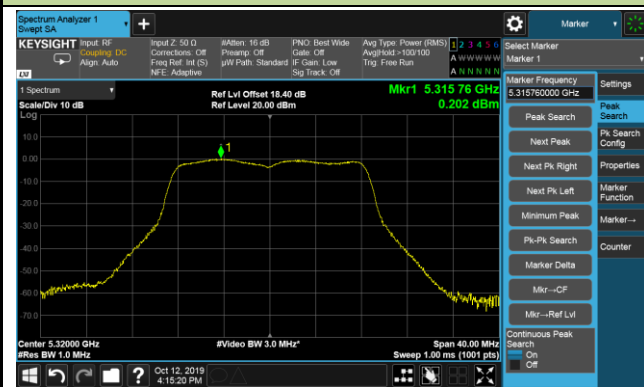 Spectrum Analyzer 1
Swept SA
+
Marker
KEYSIGHT
Input: RF
Coupling: DC
Align: Auto
Input Z: 50 Ω
Corrections: Off
Freq Ref: Int (S)
NFE: Adaptive
#Atten: 16 dB
Preamp: Off
µW Path: Standard
PNO: Best Wide
Gate: Off
IF Gain: Low
Sig Track: Off
Avg Type: Power (RMS)
Avg|Hold:>100/100
Trig: Free Run
1 2 3 4 5 6
A W W W W W
A N N N N N
LXI
Select Marker
Marker 1
1 Spectrum
Scale/Div 10 dB
Log
Ref Lvl Offset 18.40 dB
Ref Level 20.00 dBm
Mkr1 5.315 76 GHz
0.202 dBm
1
10.0
0.00
-10.0
-20.0
-30.0
-40.0
-50.0
-60.0
-70.0
Center 5.32000 GHz
#Res BW 1.0 MHz
#Video BW 3.0 MHz*
Span 40.00 MHz
Sweep 1.00 ms (1001 pts)
Marker Frequency
5.315760000 GHz
Peak Search
Next Peak
Next Pk Right
Next Pk Left
Minimum Peak
Pk-Pk Search
Marker Delta
Mkr→CF
Mkr→Ref Lvl
Continuous Peak
Search
On
Off
Settings
Peak
Search
Pk Search
Config
Properties
Marker
Function
Marker→
Counter
?
Oct 12, 2019
4:15:20 PM